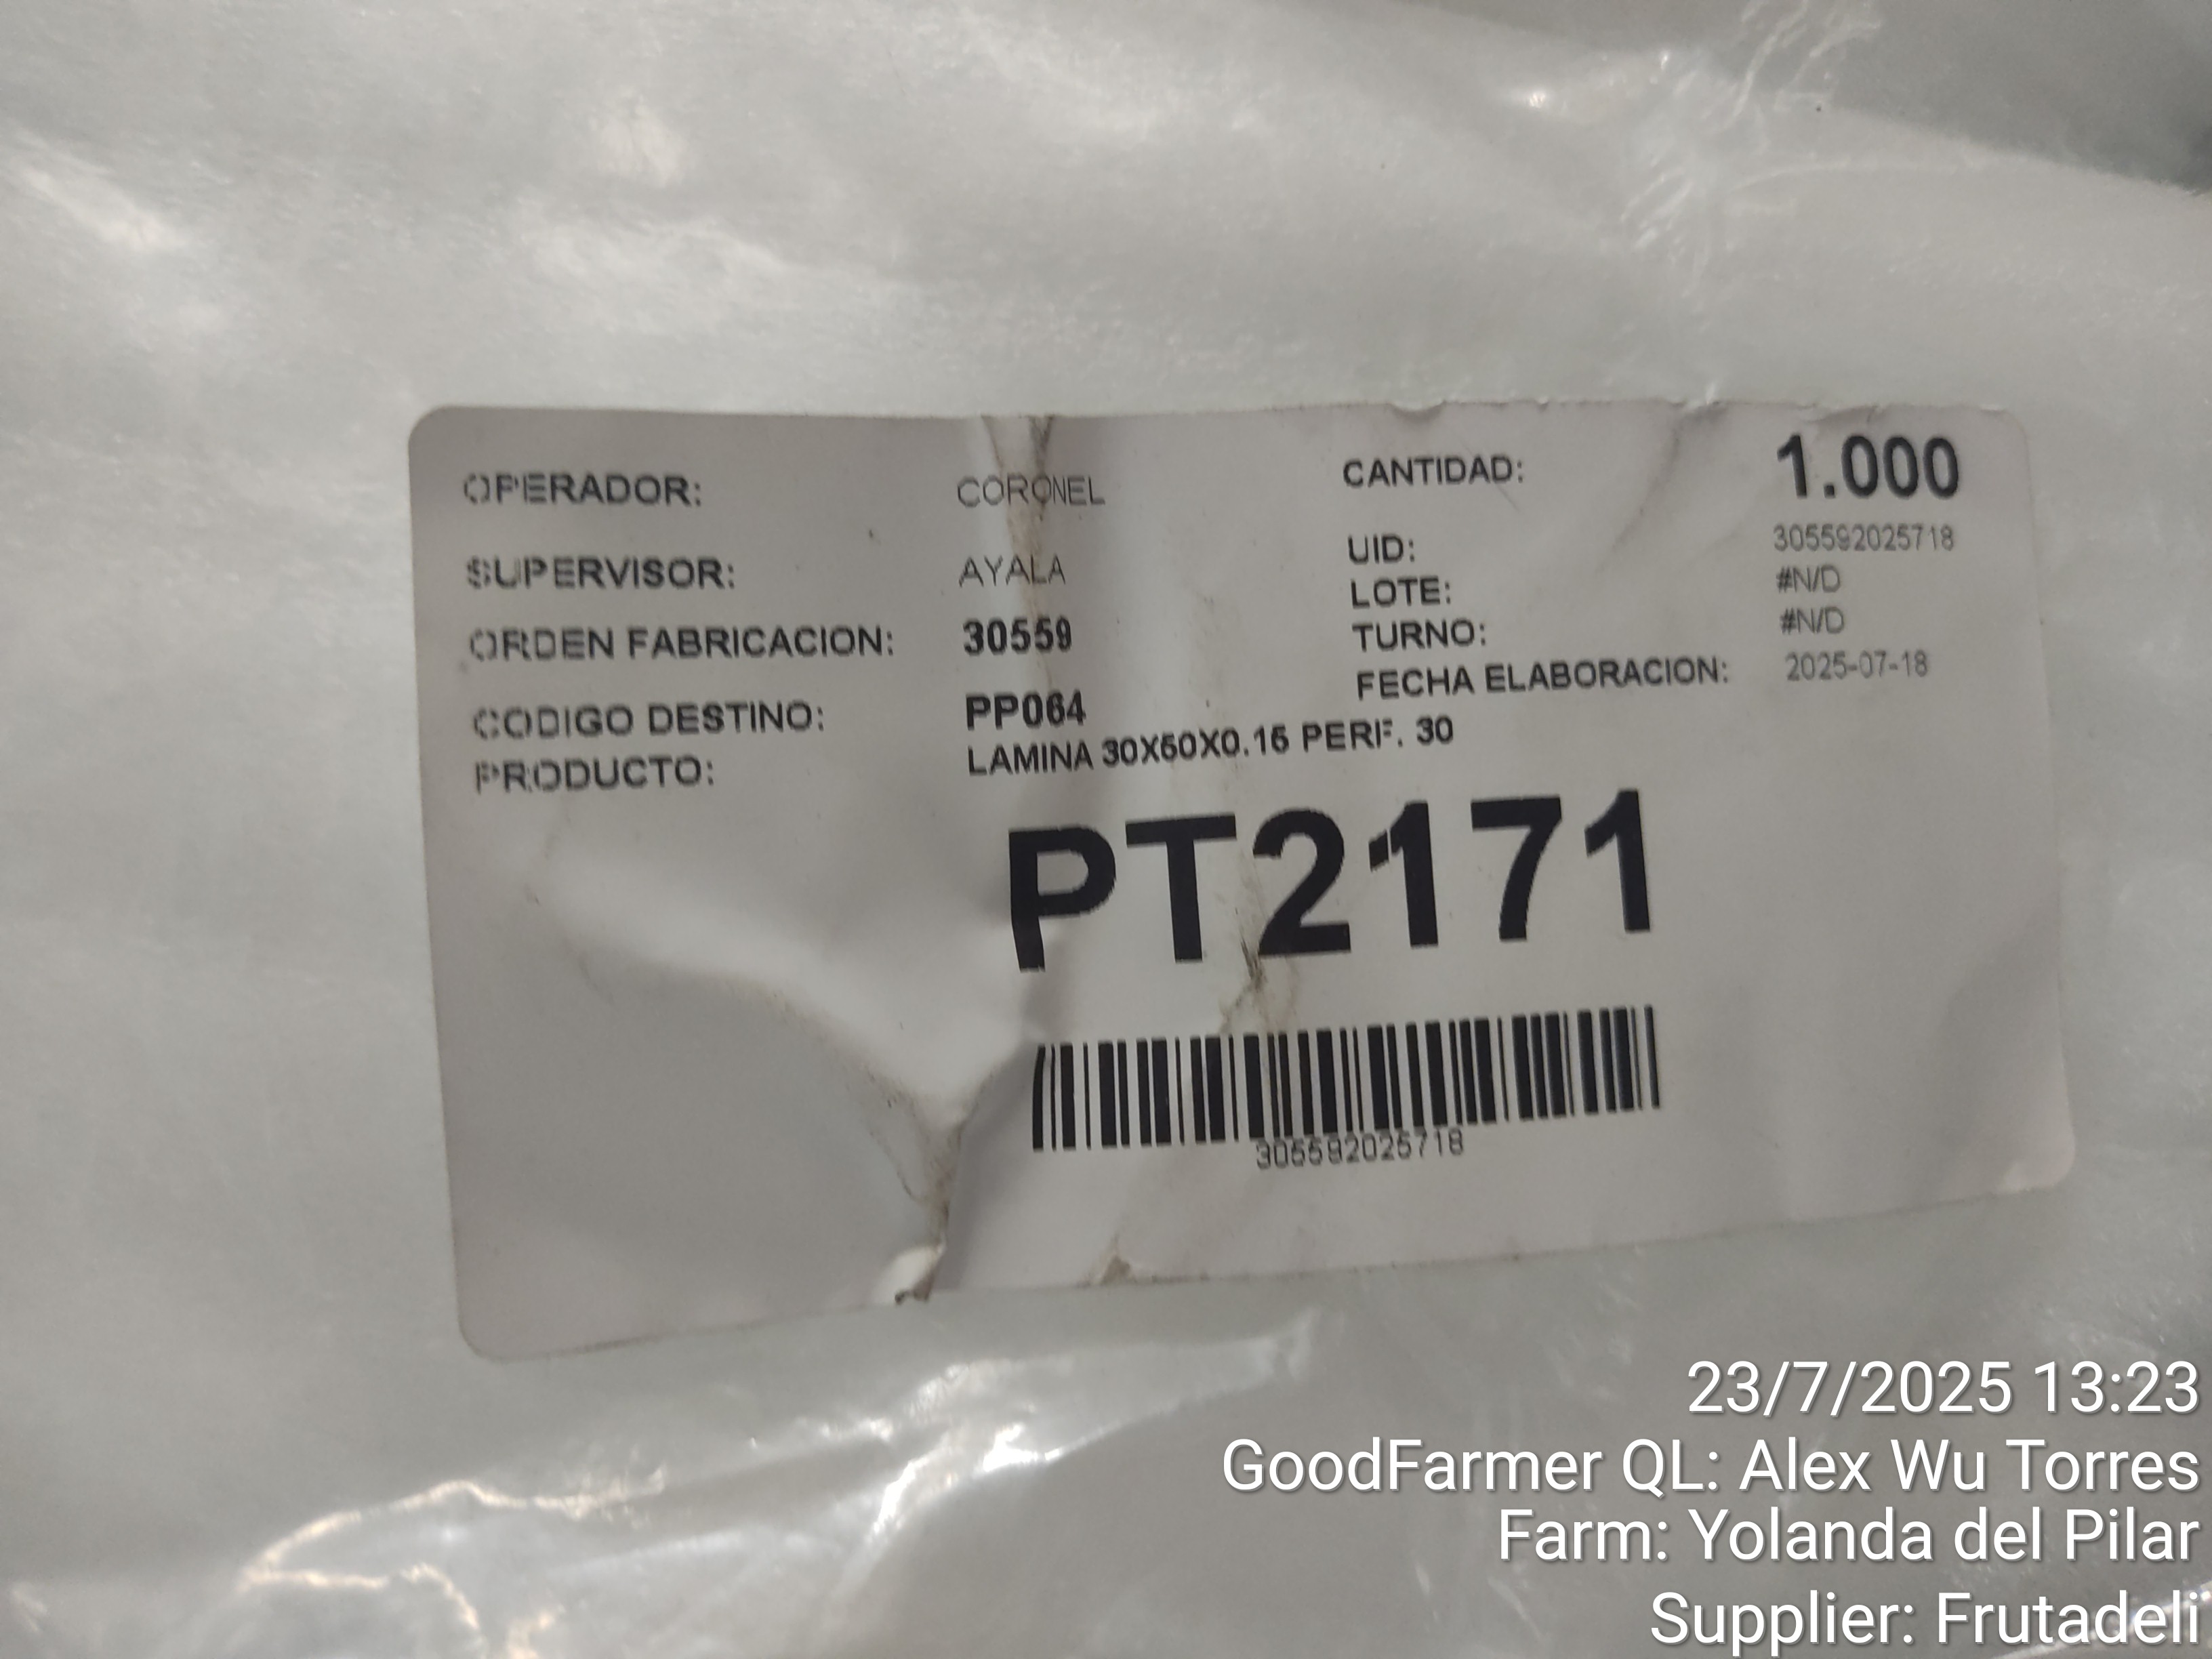 OPERADOR: CORONEL
SUPERVISOR: AYALA
ORDEN FABRICACION: 30559
CODIGO DESTINO: PP064
PRODUCTO: LAMINA 30X60X0.15 PERF. 30
CANTIDAD: 1.000
UID: 305592025718
LOTE: #N/D
TURNO: #N/D
FECHA ELABORACION: 2025-07-18
PT2171
305592025718
23/7/2025 13:23
GoodFarmer QL: Alex Wu Torres
Farm: Yolanda del Pilar
Supplier: Frutadeli